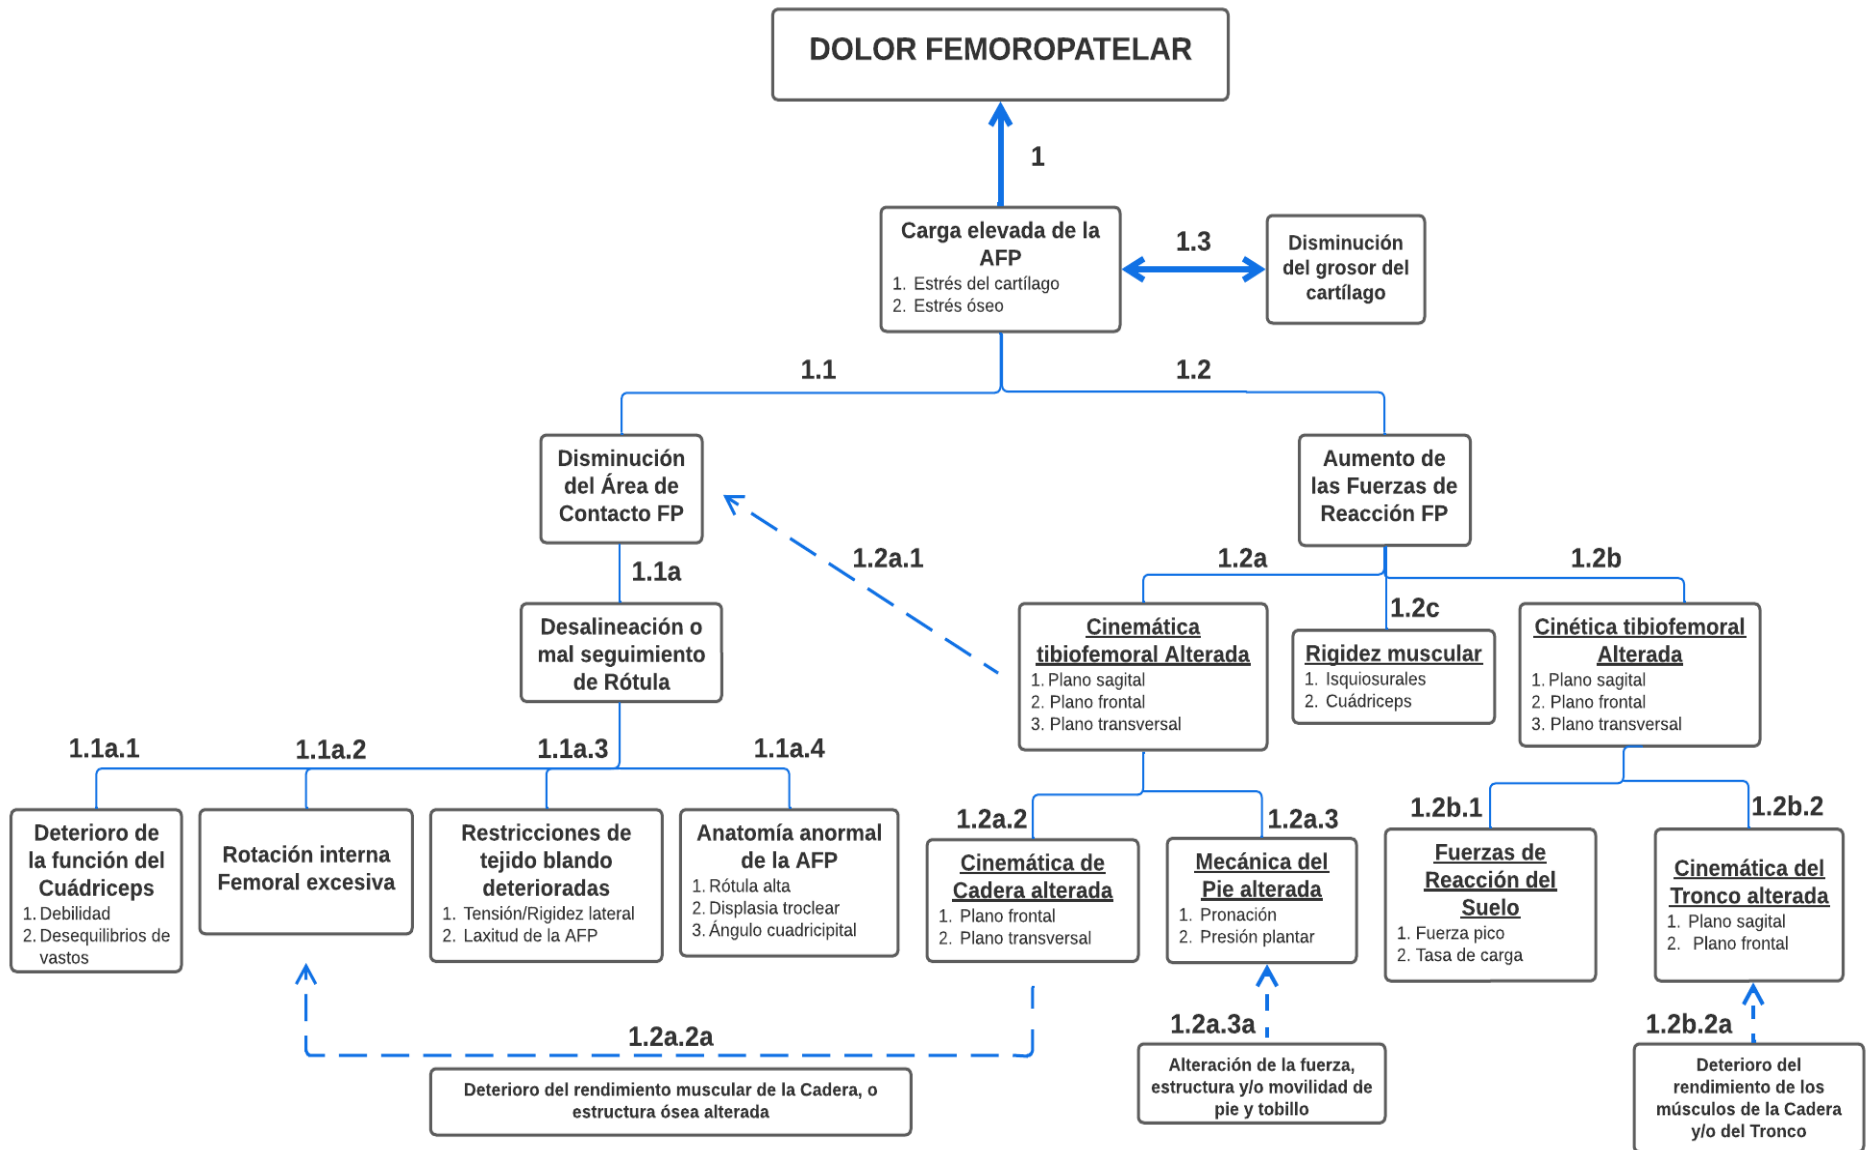 DOLOR FEMOROPATELAR
1
Carga elevada de la
AFP
1. Estrés del cartílago
2. Estrés óseo
1.3
Disminución
del grosor del
cartílago
1.1
1.2
Disminución
del Área de
Contacto FP
Aumento de
las Fuerzas de
Reacción FP
1.1a
1.2a.1
1.2a
1.2b
1.2c
Desalineación o
mal seguimiento
de Rótula
Cinemática
tibiofemoral Alterada
1. Plano sagital
2. Plano frontal
3. Plano transversal
Rigidez muscular
1. Isquiosurales
2. Cuádriceps
Cinética tibiofemoral
Alterada
1. Plano sagital
2. Plano frontal
3. Plano transversal
1.1a.1
1.1a.2
1.1a.3
1.1a.4
1.2a.2
1.2a.3
1.2b.1
1.2b.2
Deterioro de
la función del
Cuádriceps
1. Debilidad
2. Desequilibrios de
vastos
Rotación interna
Femoral excesiva
Restricciones de
tejido blando
deterioradas
1. Tensión/Rigidez lateral
2. Laxitud de la AFP
Anatomía anormal
de la AFP
1. Rótula alta
2. Displasia troclear
3. Ángulo cuadricipital
Cinemática de
Cadera alterada
1. Plano frontal
2. Plano transversal
Mecánica del
Pie alterada
1. Pronación
2. Presión plantar
Fuerzas de
Reacción del
Suelo
1. Fuerza pico
2. Tasa de carga
Cinemática del
Tronco alterada
1. Plano sagital
2. Plano frontal
1.2a.2a
1.2a.3a
1.2b.2a
Deterioro del rendimiento muscular de la Cadera, o
estructura ósea alterada
Alteración de la fuerza,
estructura y/o movilidad de
pie y tobillo
Deterioro del
rendimiento de los
músculos de la Cadera
y/o del Tronco